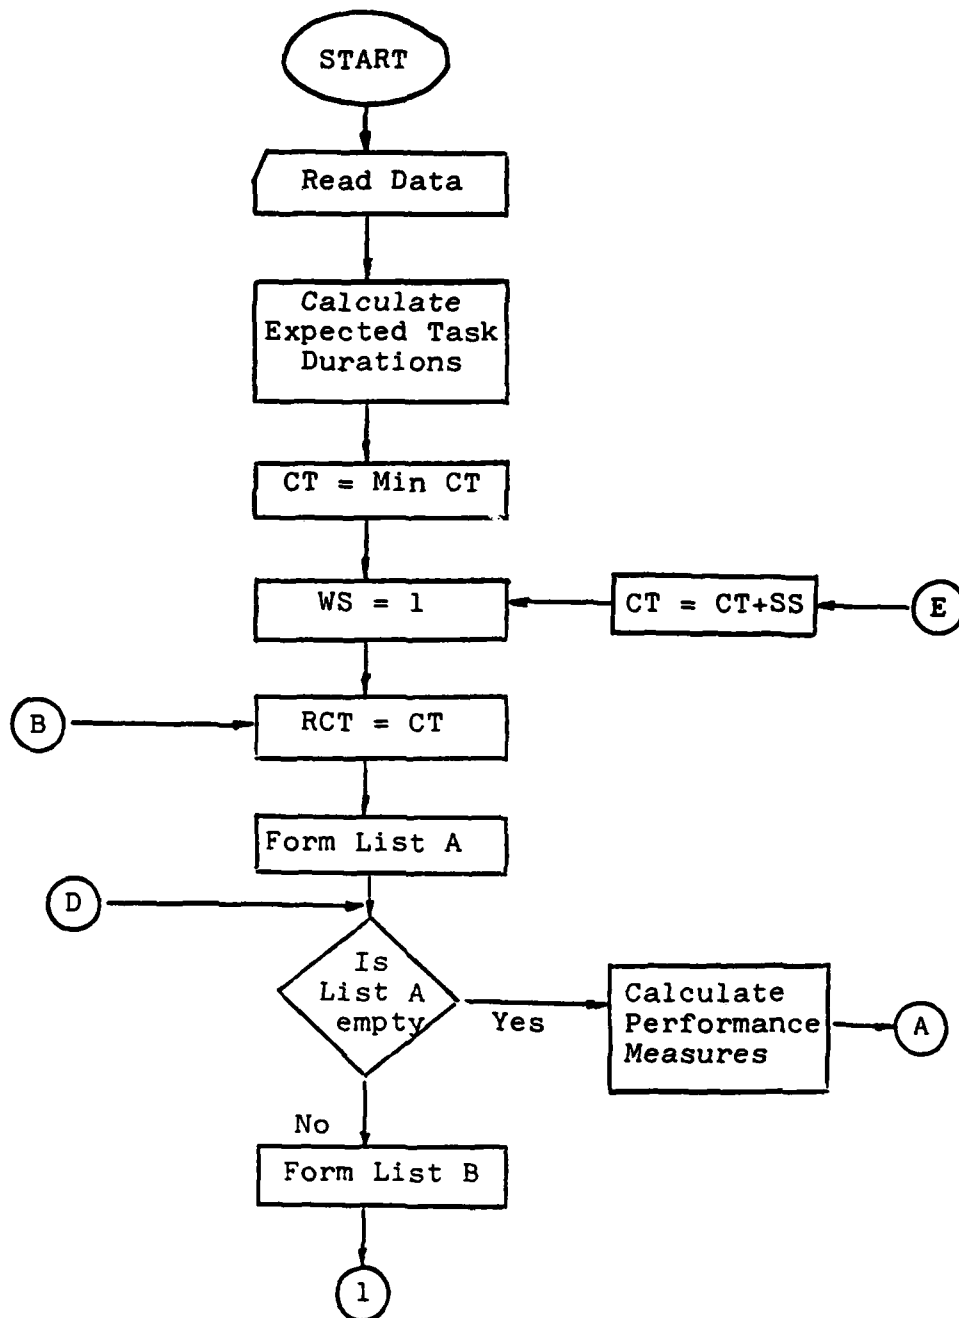 START
Read Data
Calculate
Expected Task
Durations
CT = Min CT
WS = 1
CT = CT+SS
E
B
RCT = CT
Form List A
D
Is
List A
empty
Yes
Calculate
Performance
Measures
A
No
Form List B
1